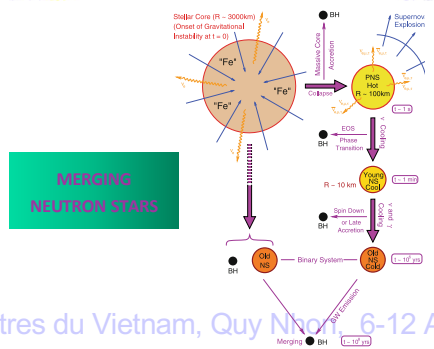 Stellar Core (R ~ 3000km)
(Onset of Gravitational
Instability at t = 0)
"Fe"
"Fe"
"Fe"
"Fe"
BH
Massive Core
Accretion
Collapse
Supernov
Explosion
PNS
Hot
R ~ 100km
t ~ 1 s
ν Cooling
EOS
Phase
Transition
BH
Young
NS
Cool
R ~ 10 km
t ~ 1 min
MERGING
NEUTRON STARS
ν and γ
Cooling
Spin Down
or Late
Accretion
BH
BH
Old
NS
Binary System
Old
NS
Cold
GW Emission
tres du Vietnam, Quy Nhon, 6-12 A
Merging
BH